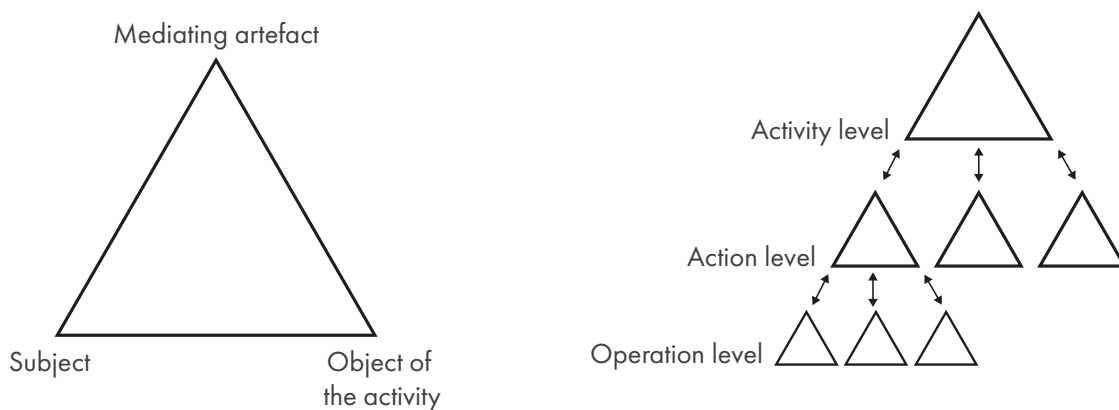 Mediating artefact
Subject
Object of
the activity
Activity level
Action level
Operation level